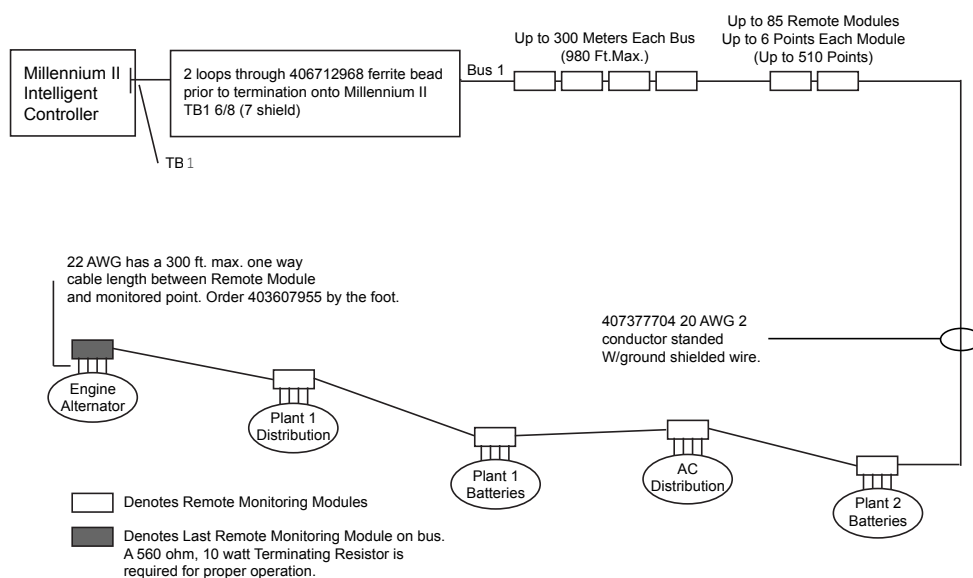 Millennium II
Intelligent
Controller
2 loops through 406712968 ferrite bead
prior to termination onto Millennium II
TB1 6/8 (7 shield)
TB 1
Bus 1
Up to 300 Meters Each Bus
(980 Ft.Max.)
Up to 85 Remote Modules
Up to 6 Points Each Module
(Up to 510 Points)
22 AWG has a 300 ft. max. one way
cable length between Remote Module
and monitored point. Order 403607955 by the foot.
407377704 20 AWG 2
conductor standed
W/ground shielded wire.
Engine
Alternator
Plant 1
Distribution
Plant 1
Batteries
AC
Distribution
Plant 2
Batteries
Denotes Remote Monitoring Modules
Denotes Last Remote Monitoring Module on bus.
A 560 ohm, 10 watt Terminating Resistor is
required for proper operation.